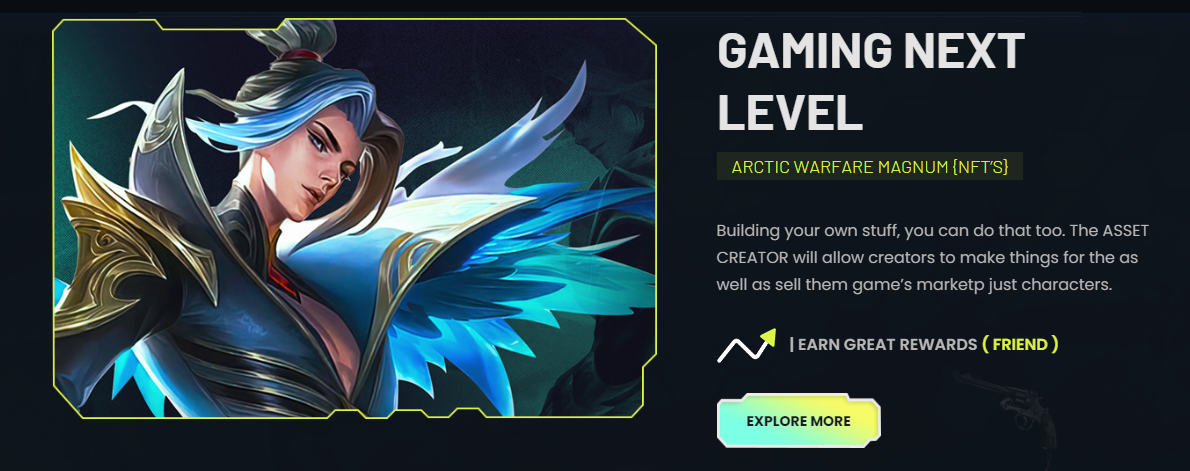 GAMING NEXT
LEVEL
ARCTIC WARFARE MAGNUM {NFT'S}
Building your own stuff, you can do that too. The ASSET
CREATOR will allow creators to make things for the as
well as sell them game's marketp just characters.
| EARN GREAT REWARDS ( FRIEND )
EXPLORE MORE